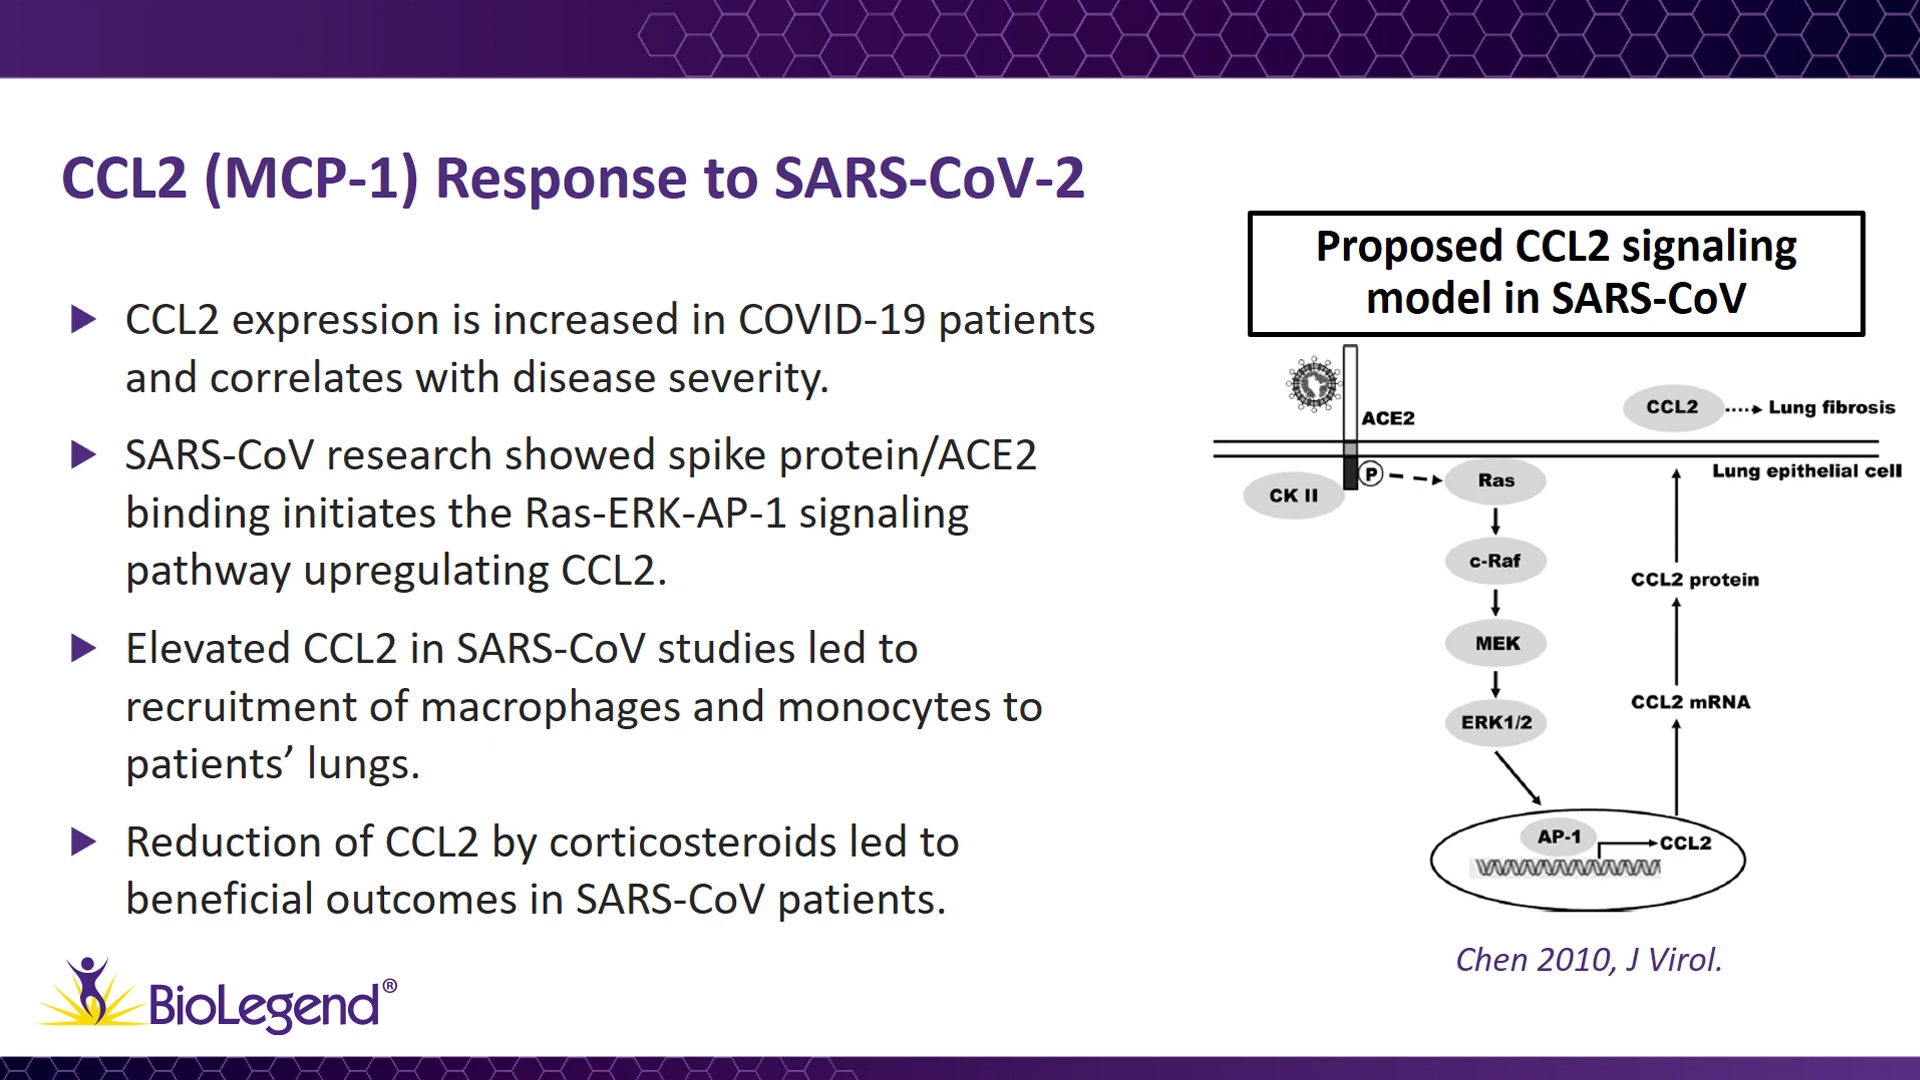 CCL2 (MCP-1) Response to SARS-CoV-2
CCL2 expression is increased in COVID-19 patients
and correlates with disease severity.
SARS-CoV research showed spike protein/ACE2
binding initiates the Ras-ERK-AP-1 signaling
pathway upregulating CCL2.
Elevated CCL2 in SARS-CoV studies led to
recruitment of macrophages and monocytes to
patients’ lungs.
Reduction of CCL2 by corticosteroids led to
beneficial outcomes in SARS-CoV patients.
Proposed CCL2 signaling
model in SARS-CoV
ACE2
CCL2
Lung fibrosis
Lung epithelial cell
CK II
P
Ras
c-Raf
MEK
ERK1/2
AP-1
CCL2
CCL2 mRNA
CCL2 protein
Chen 2010, J Virol.
BioLegend®